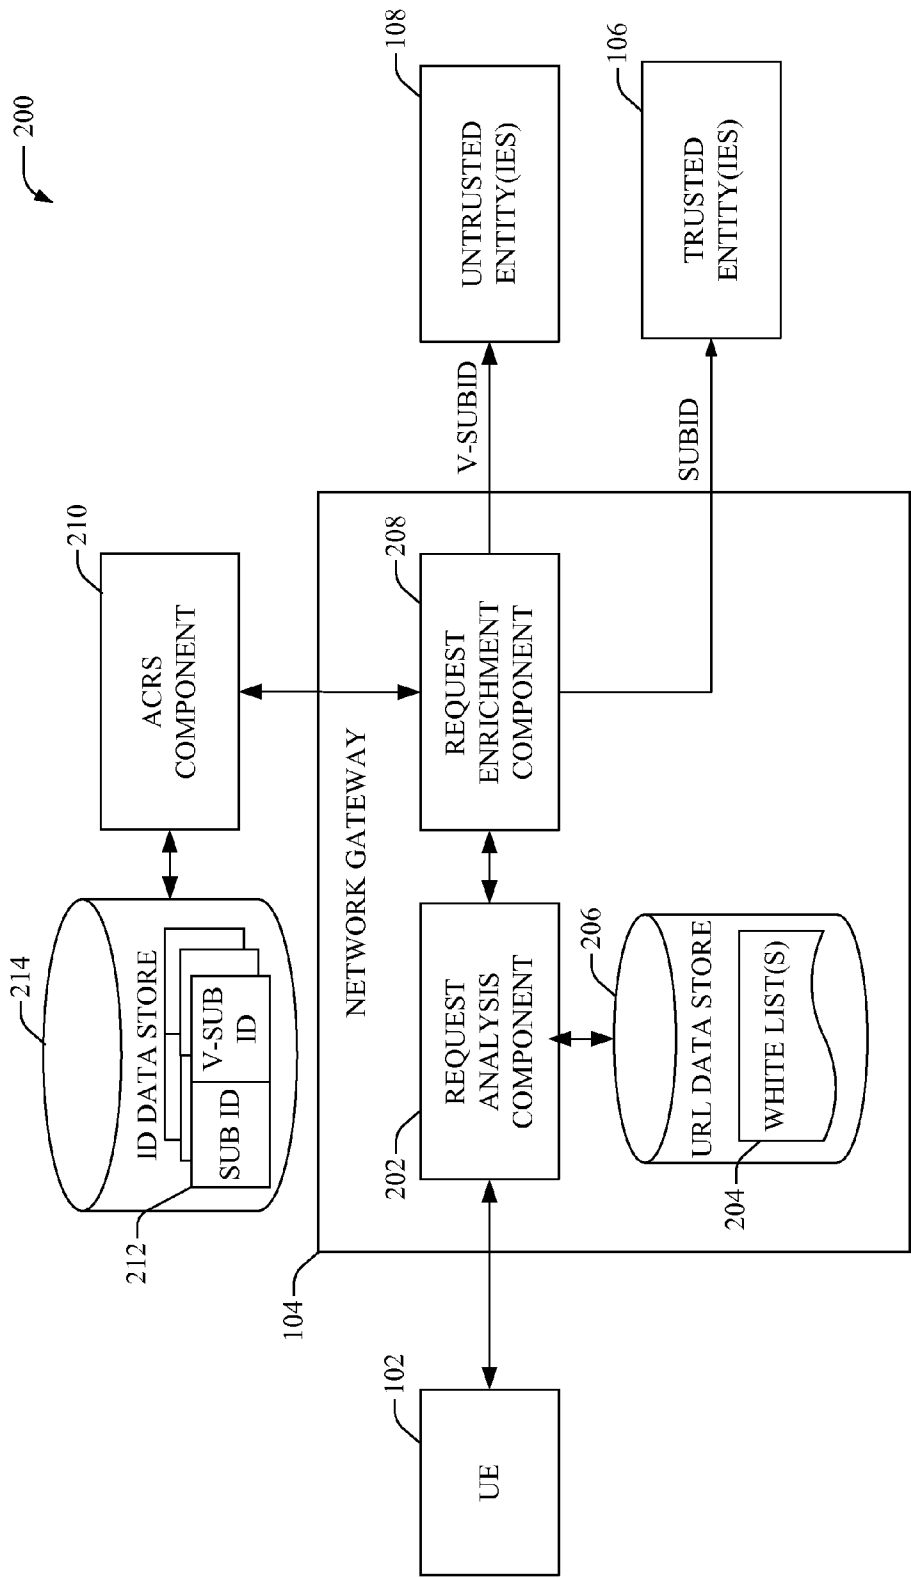 200
214
ID DATA STORE
SUB ID
V-SUB
ID
212
210
ACRS
COMPONENT
104
NETWORK GATEWAY
102
UE
202
REQUEST
ANALYSIS
COMPONENT
208
REQUEST
ENRICHMENT
COMPONENT
206
URL DATA STORE
WHITE LIST(S)
204
V-SUBID
108
UNTRUSTED
ENTITY(IES)
SUBID
106
TRUSTED
ENTITY(IES)